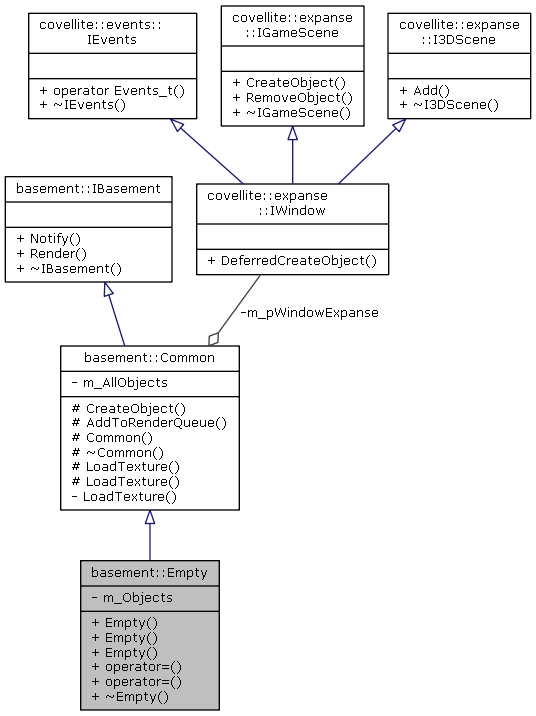 covellite::events::
IEvents
+ operator Events_t()
+ ~IEvents()
covellite::expanse
::IGameScene
+ CreateObject()
+ RemoveObject()
+ ~IGameScene()
covellite::expanse
::I3DScene
+ Add()
+ ~I3DScene()
basement::IBasement
+ Notify()
+ Render()
+ ~IBasement()
covellite::expanse
::IWindow
+ DeferredCreateObject()
-m_pWindowExpanse
basement::Common
- m_AllObjects
# CreateObject()
# AddToRenderQueue()
# Common()
# ~Common()
# LoadTexture()
# LoadTexture()
- LoadTexture()
basement::Empty
- m_Objects
+ Empty()
+ Empty()
+ Empty()
+ operator=()
+ operator=()
+ ~Empty()